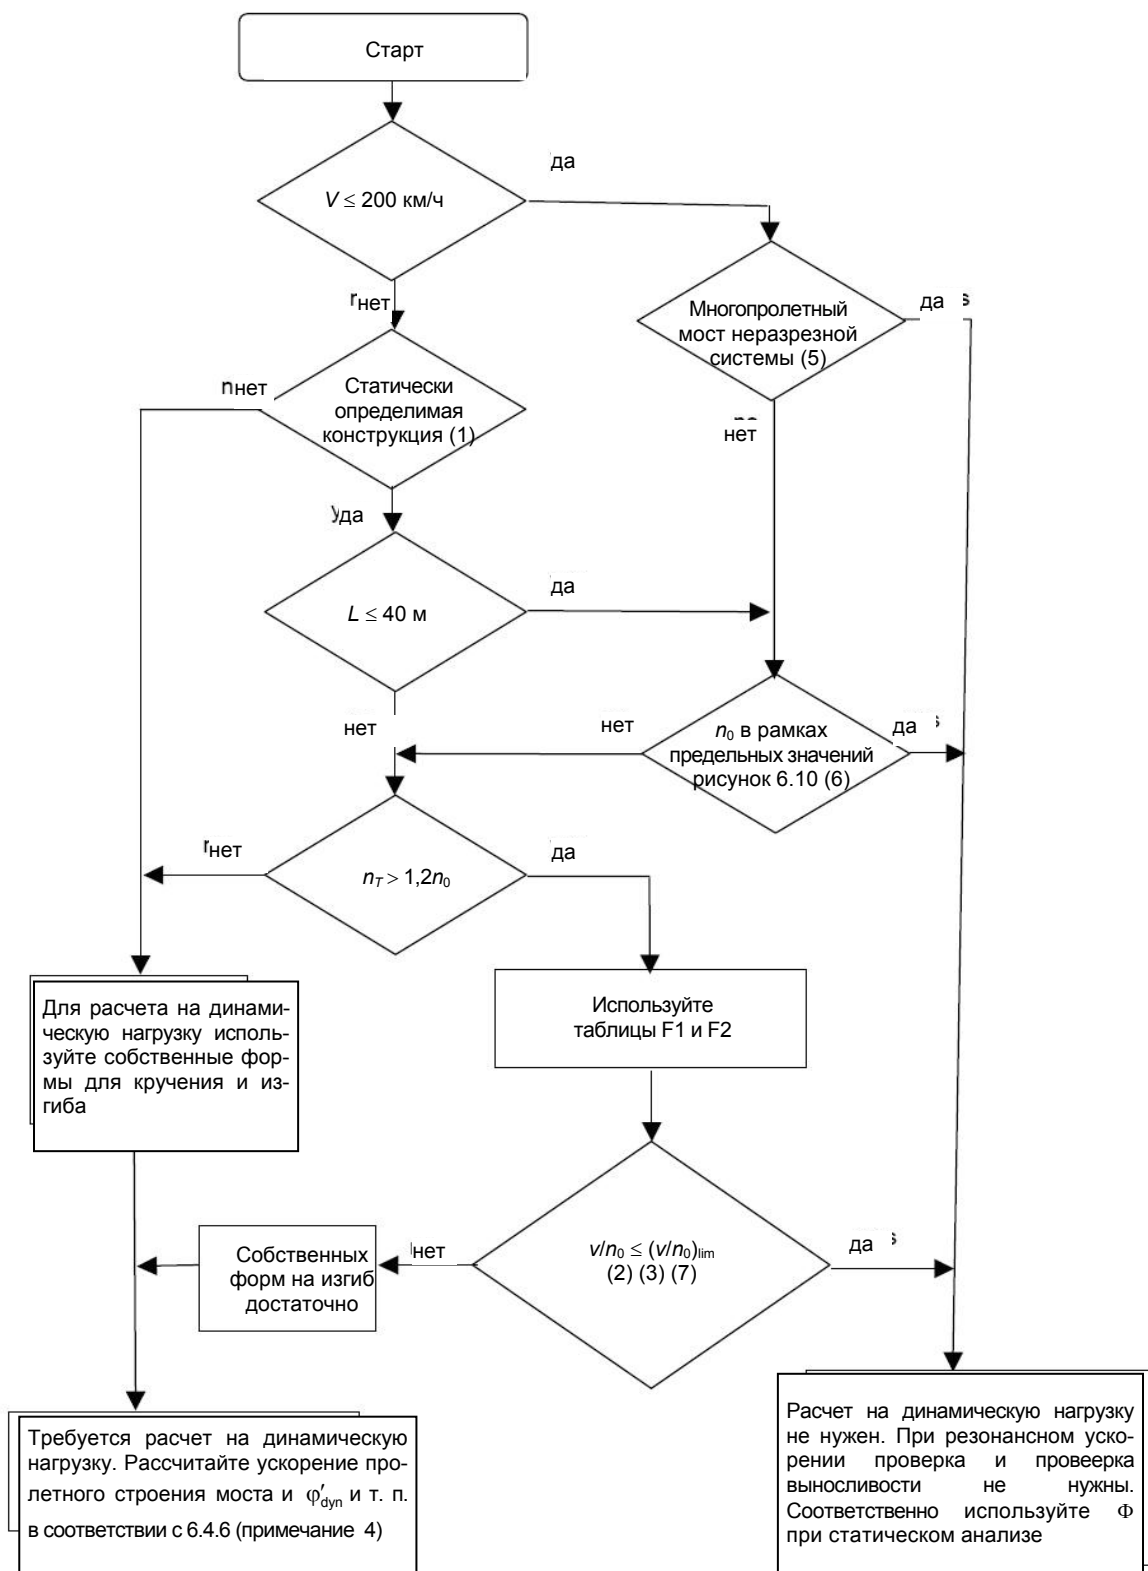 Старт
да
V ≤ 200 км/ч
нет
Многопролетный
мост неразрезной
системы (5)
да s
нет
Статически
определимая
конструкция (1)
нет
да
L ≤ 40 м
да
нет
нет
n₀ в рамках
предельных значений
рисунок 6.10 (6)
да s
нет
nT > 1,2n₀
да
Для расчета на динами-
ческую нагрузку исполь-
зуйте собственные фор-
мы для кручения и из-
гиба
Используйте
таблицы F1 и F2
Собственных
форм на изгиб
достаточно
нет
v/n₀ ≤ (v/n₀)lim
(2) (3) (7)
да s
Требуется расчет на динамическую
нагрузку. Рассчитайте ускорение про-
летного строения моста и φ′dyn и т. п.
в соответствии с 6.4.6 (примечание 4)
Расчет на динамическую нагрузку
не нужен. При резонансном уско-
рении проверка и провеерка
выносливости не нужны.
Соответственно используйте Φ
при статическом анализе